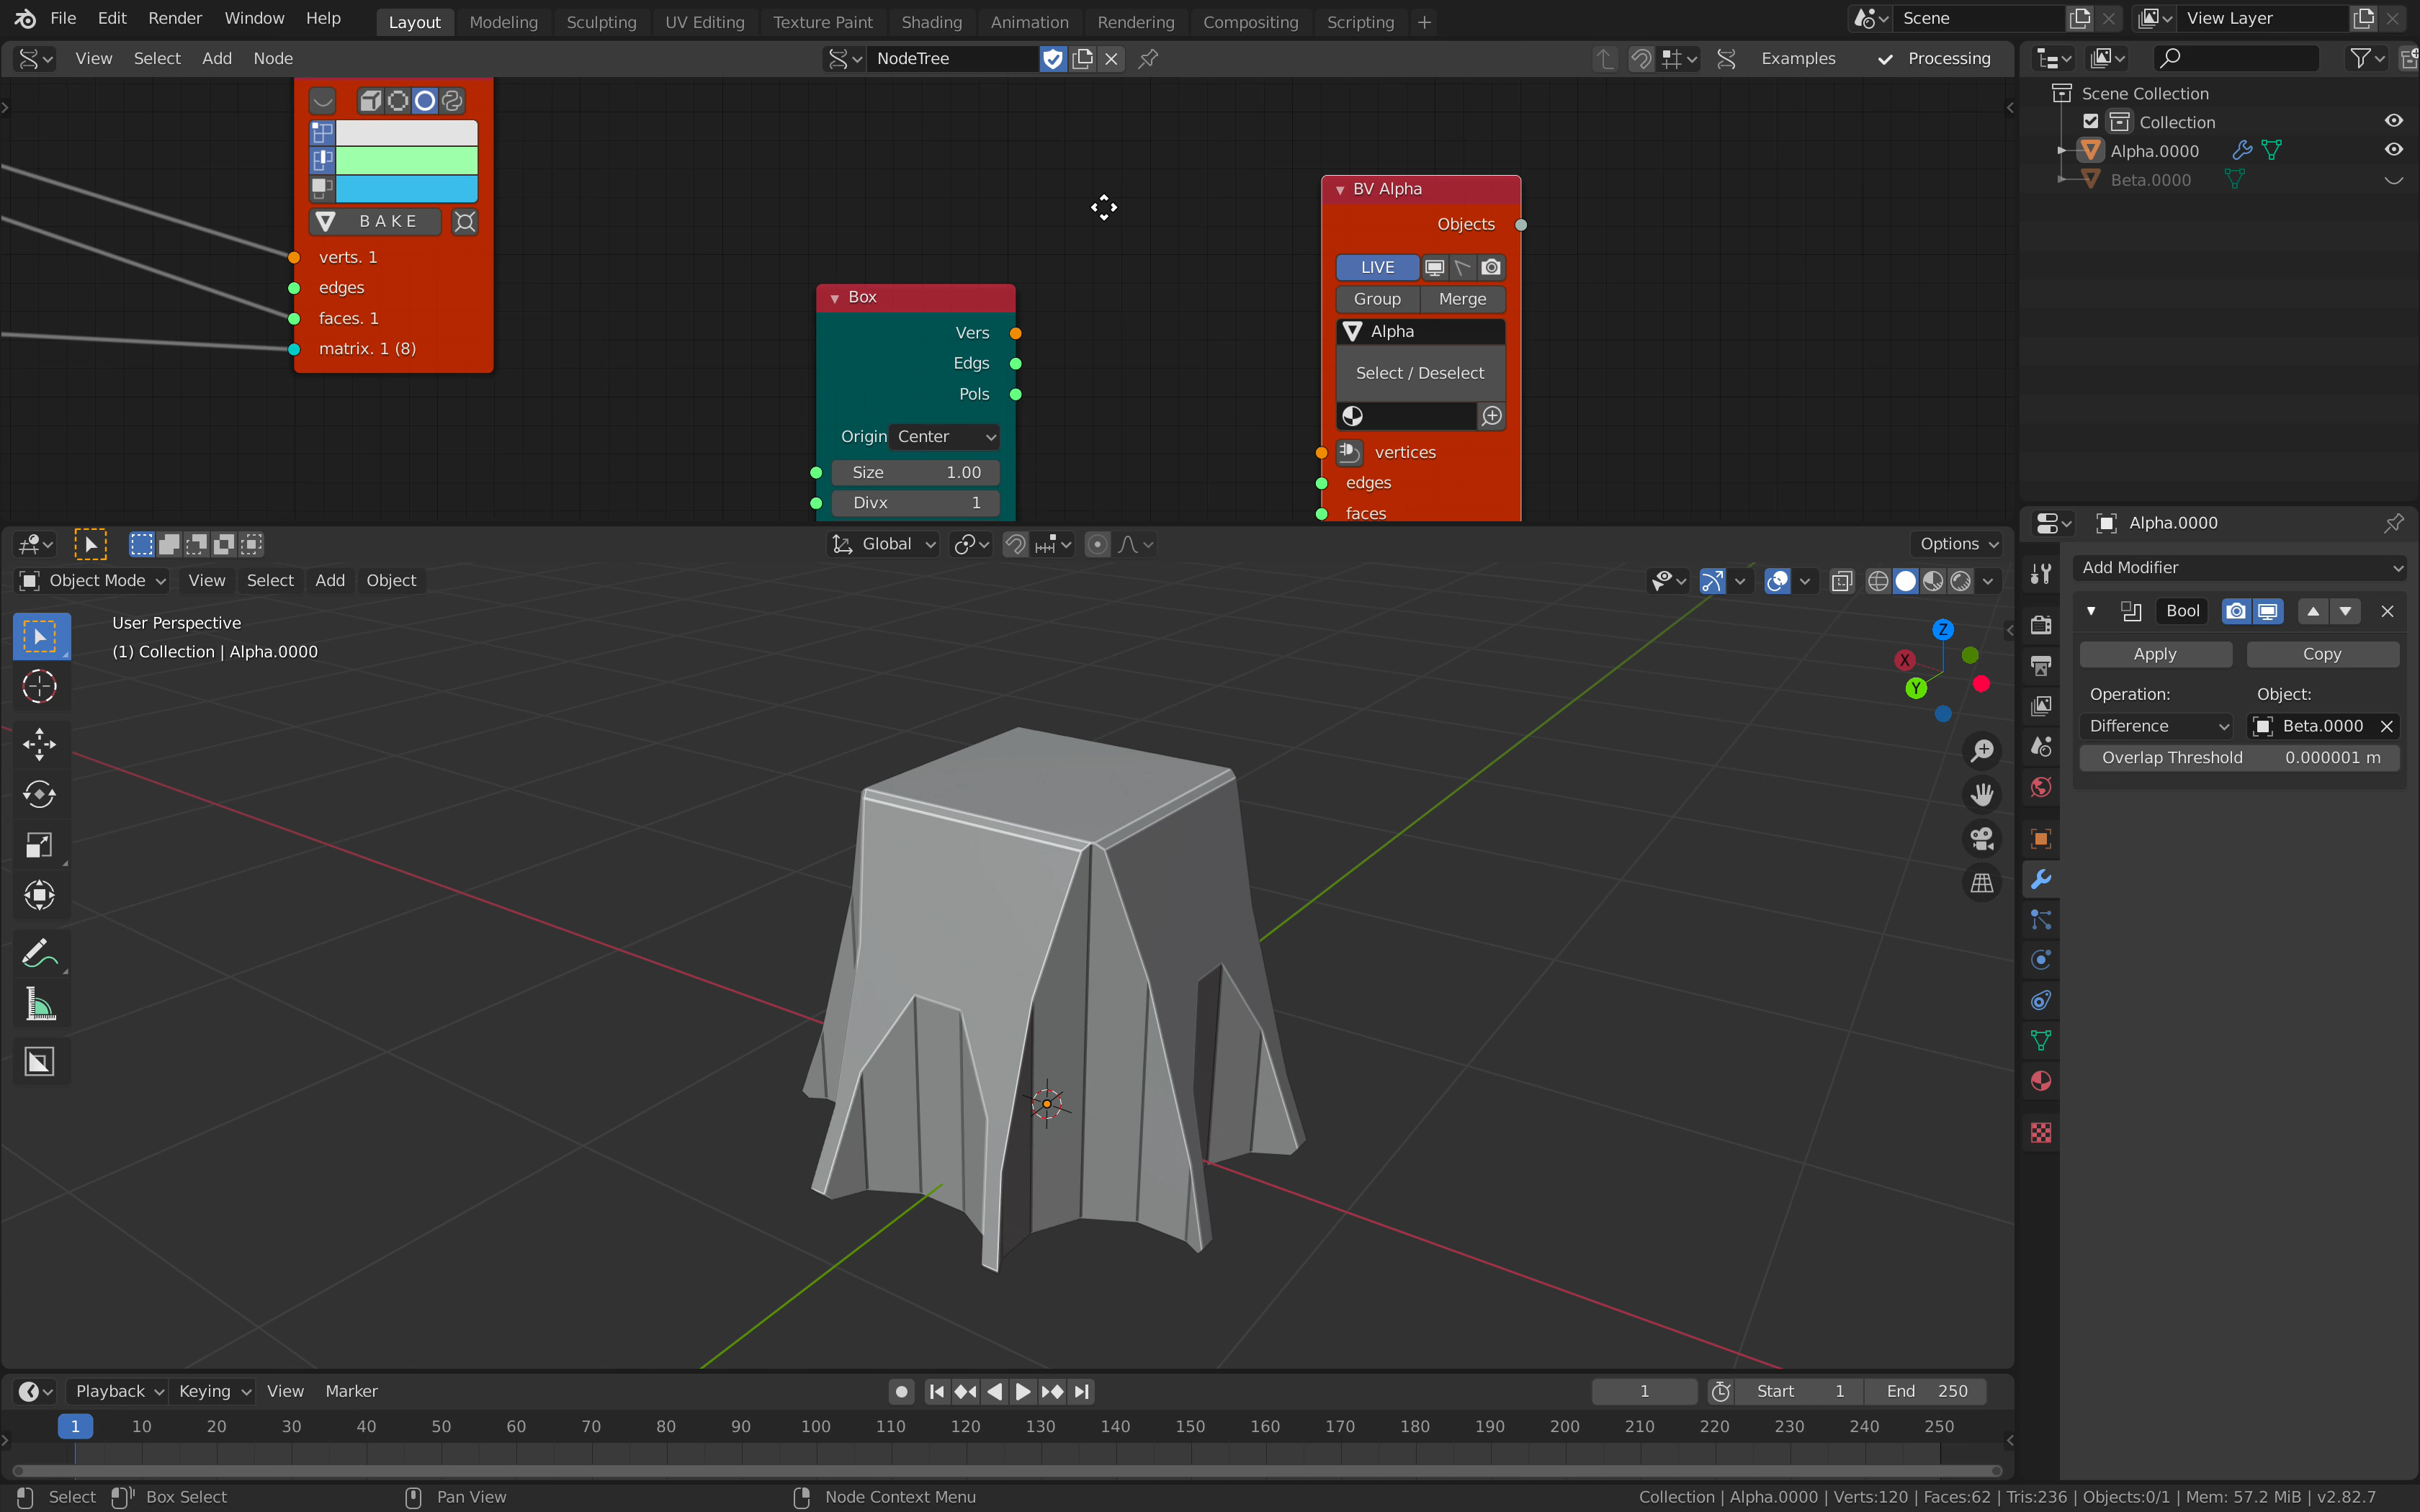 File Edit Render Window Help Layout Modeling Sculpting UV Editing Texture Paint Shading Animation Rendering Compositing Scripting + Scene View Layer
View Select Add Node NodeTree Examples Processing
Scene Collection
Collection
Alpha.0000
Beta.0000
BAKE
verts. 1
edges
faces. 1
matrix. 1 (8)
Box
Vers
Edgs
Pols
Origin Center
Size 1.00
Divx 1
BV Alpha
Objects
LIVE
Group Merge
Alpha
Select / Deselect
vertices
edges
faces
Global Options
Object Mode View Select Add Object
User Perspective
(1) Collection | Alpha.0000
Z
X
Y
Alpha.0000
Add Modifier
Bool
Apply Copy
Operation: Object:
Difference Beta.0000
Overlap Threshold 0.000001 m
Playback Keying View Marker 1 Start 1 End 250
1 10 20 30 40 50 60 70 80 90 100 110 120 130 140 150 160 170 180 190 200 210 220 230 240 250
Select Box Select Pan View Node Context Menu Collection | Alpha.0000 | Verts:120 | Faces:62 | Tris:236 | Objects:0/1 | Mem: 57.2 MiB | v2.82.7